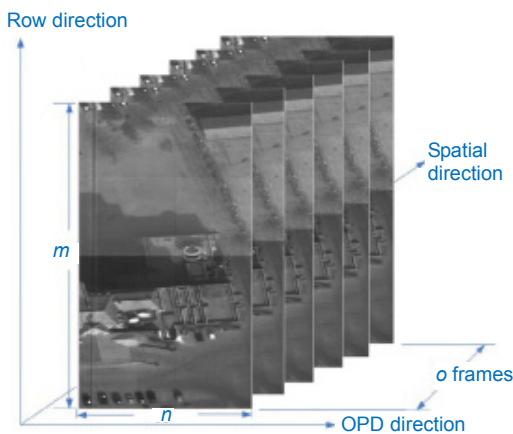 Row direction
Spatial
direction
m
o frames
n
OPD direction